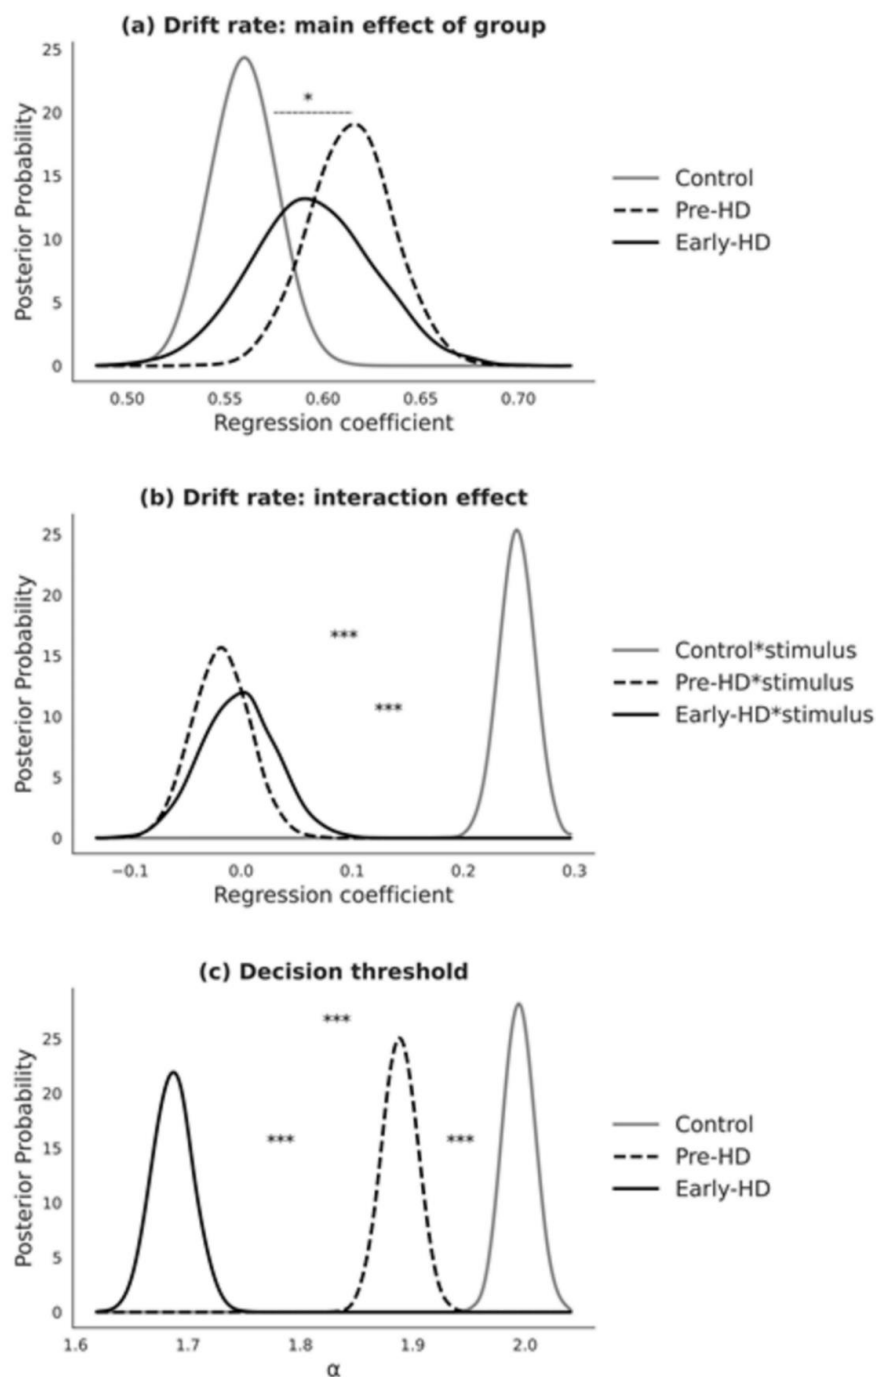 (a) Drift rate: main effect of group
25
20
15
10
5
0
Posterior Probability
*
0.50 0.55 0.60 0.65 0.70
Regression coefficient
Control
Pre-HD
Early-HD
(b) Drift rate: interaction effect
25
20
15
10
5
0
Posterior Probability
***
***
−0.1 0.0 0.1 0.2 0.3
Regression coefficient
Control*stimulus
Pre-HD*stimulus
Early-HD*stimulus
(c) Decision threshold
25
20
15
10
5
0
Posterior Probability
***
*** ***
1.6 1.7 1.8 1.9 2.0
α
Control
Pre-HD
Early-HD